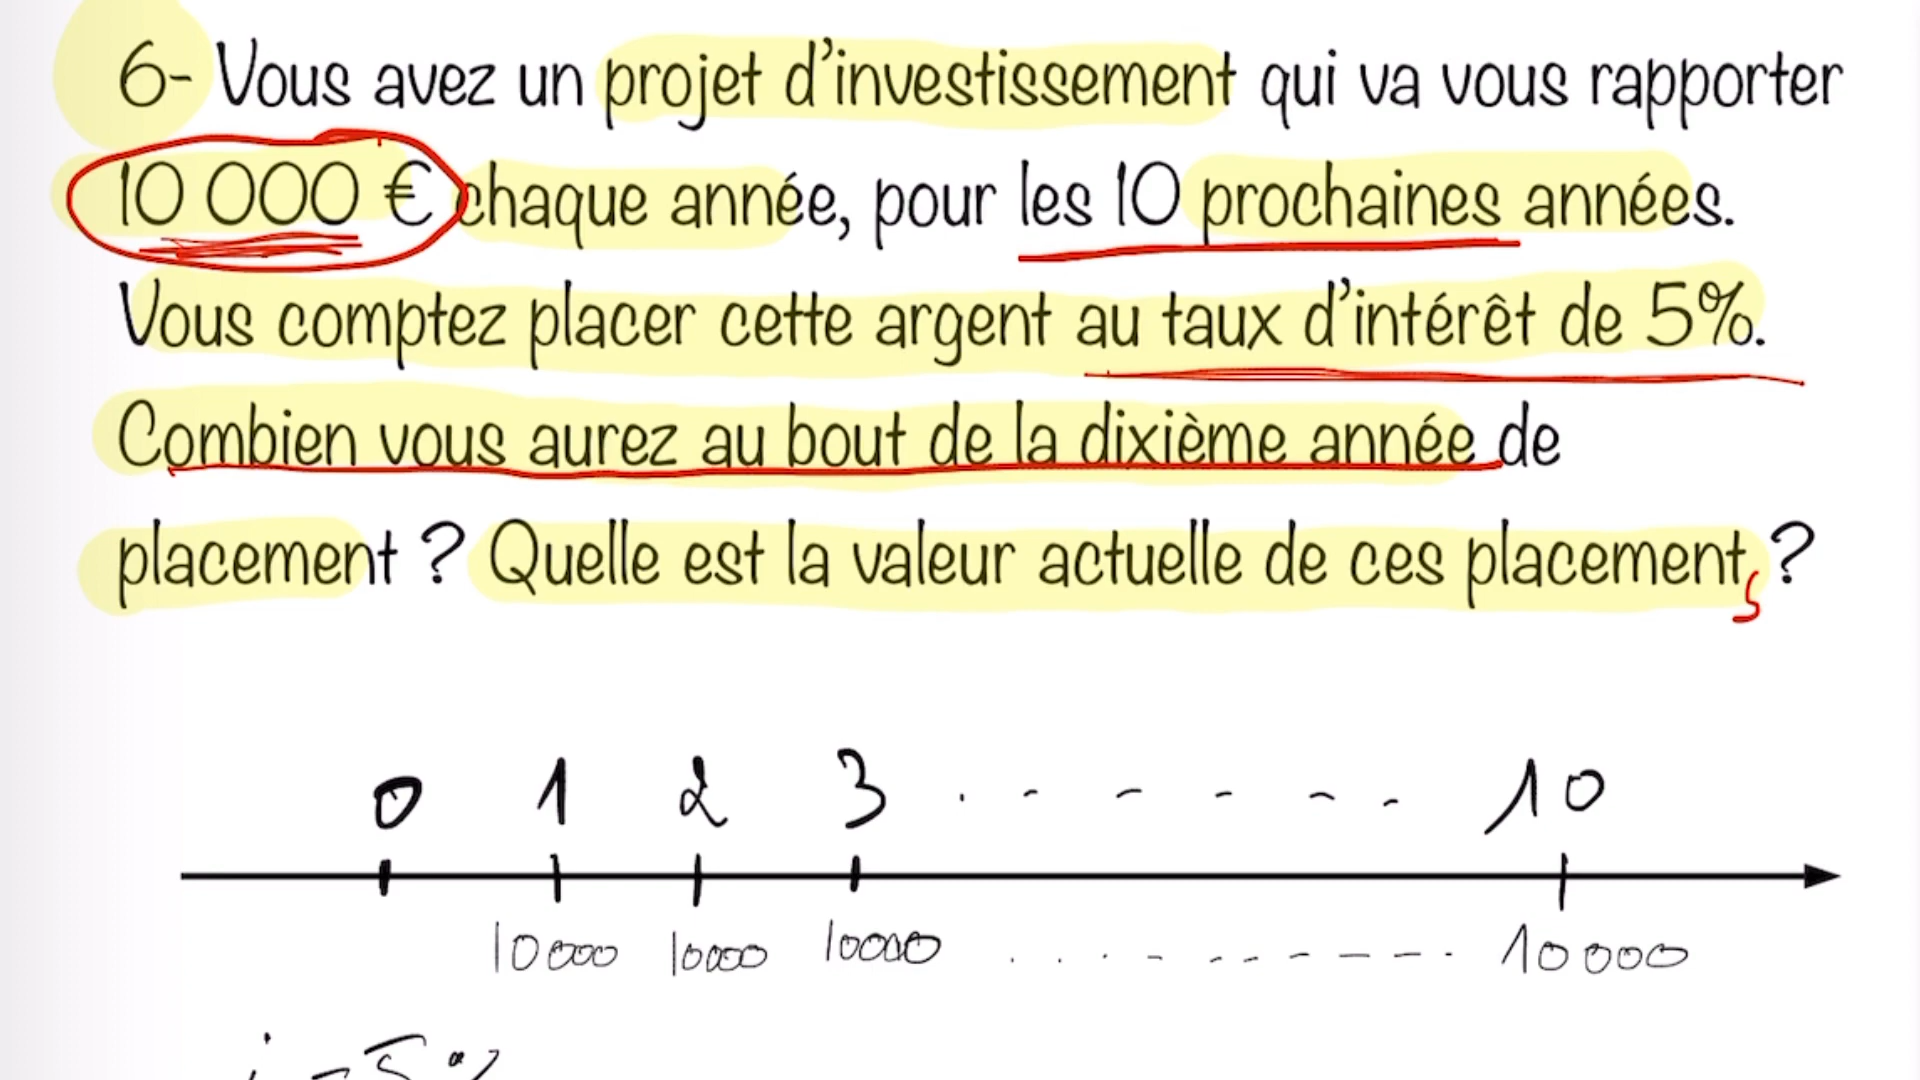 6- Vous avez un projet d'investissement qui va vous rapporter
10 000 € chaque année, pour les 10 prochaines années.
Vous comptez placer cette argent au taux d'intérêt de 5%.
Combien vous aurez au bout de la dixième année de
placement ? Quelle est la valeur actuelle de ces placements ?
0 1 2 3 . - - - - - 10
10000 10000 10000 . . . - - - - - - . 10000
i = 5 %